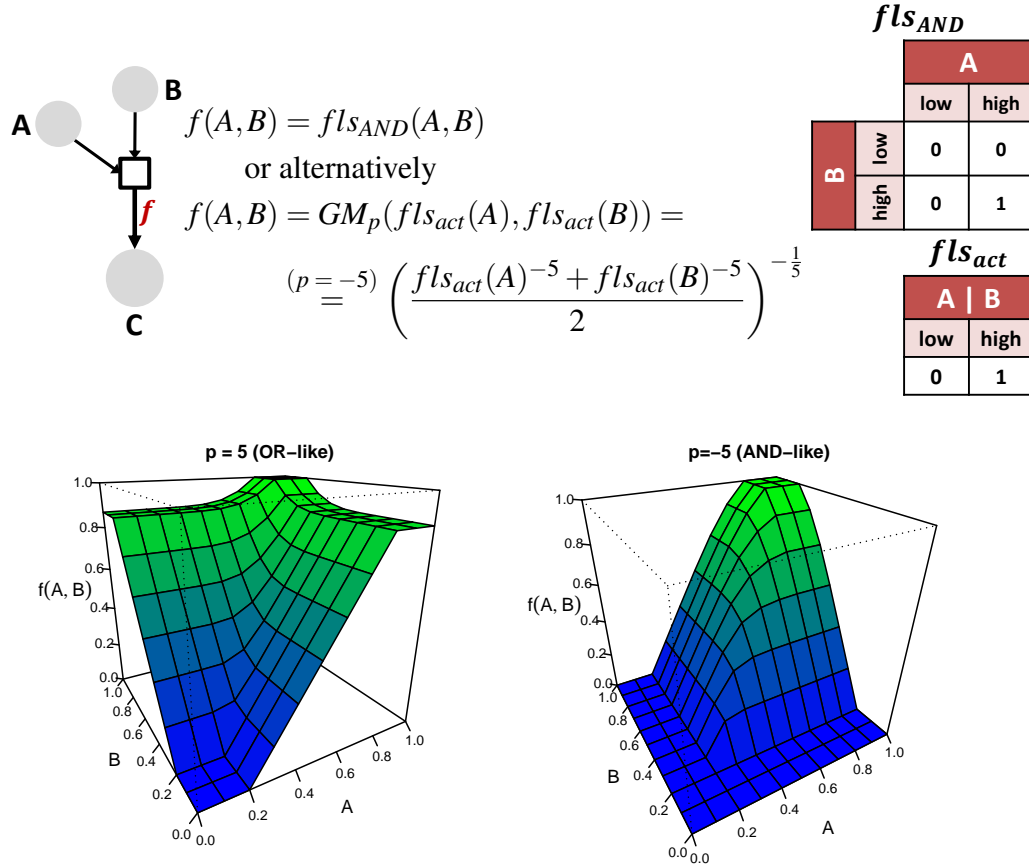 fls_AND
A
low high
B
low 0 0
high 0 1
A
B
f
C
f(A, B) = fls_AND(A, B)
or alternatively
f(A, B) = GM_p(fls_act(A), fls_act(B)) =
(p = −5)
= ( (fls_act(A)^−5 + fls_act(B)^−5) / 2 )^−1/5
fls_act
A | B
low high
0 1
p = 5 (OR−like)
1.0
0.8
0.6
f(A, B)
0.4
0.2
0.0
1.0
0.8
0.6
B
0.4
0.2
0.0
0.0
0.2
0.4
A
0.6
0.8
1.0
p=−5 (AND−like)
1.0
0.8
0.6
f(A, B)
0.4
0.2
0.0
1.0
0.8
0.6
B
0.4
0.2
0.0
0.0
0.2
0.4
A
0.6
0.8
1.0